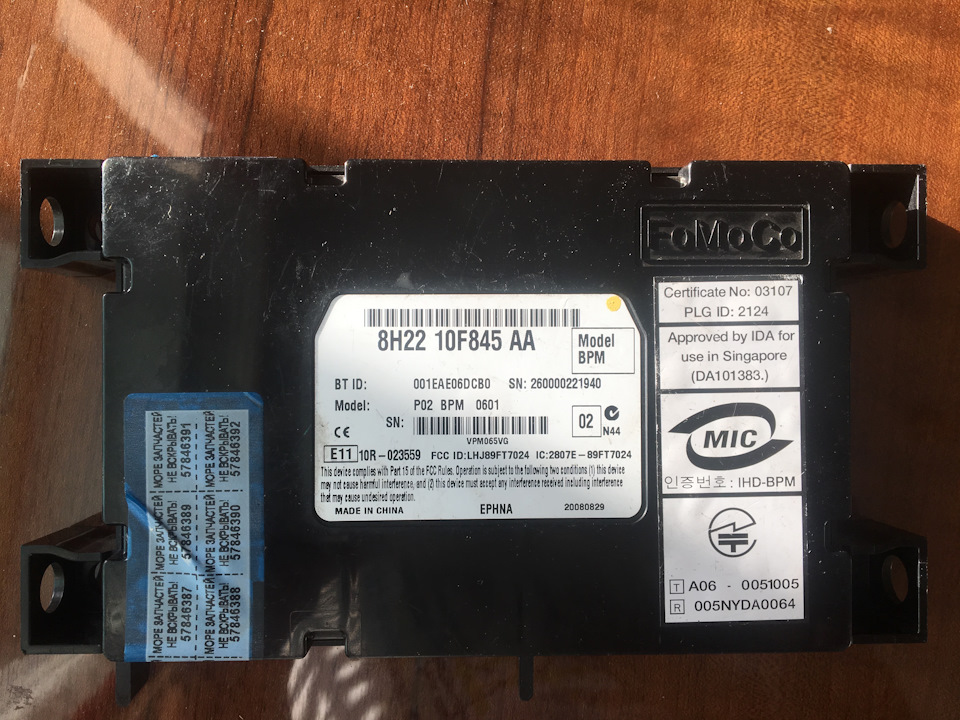 FoMoCo
Certificate No: 03107
PLG ID: 2124
Approved by IDA for
use in Singapore
(DA101383.)
MIC
인증번호 : IHD-BPM
T A06 - 0051005
R 005NYDA0064
8H22 10F845 AA
Model
BPM
BT ID: 001EAE06DCB0 SN: 260000221940
Model: P02 BPM 0601
SN:
VPM065VG
02
N44
CE
E11 10R-023559 FCC ID:LHJ89FT7024 IC:2807E-89FT7024
This device complies with Part 15 of the FCC Rules. Operation is subject to the following two conditions (1) this device
may not cause harmful interference, and (2) this device must accept any interference received including interference
that may cause undesired operation.
MADE IN CHINA EPHNA 20080829
МОРЕ ЗАПЧАСТЕЙ
НЕ ВСКРЫВАТЬ!
57846391
МОРЕ ЗАПЧАСТЕЙ
НЕ ВСКРЫВАТЬ!
57846392
МОРЕ ЗАПЧАСТЕЙ
НЕ ВСКРЫВАТЬ!
57846389
МОРЕ ЗАПЧАСТЕЙ
НЕ ВСКРЫВАТЬ!
57846390
МОРЕ ЗАПЧАСТЕЙ
НЕ ВСКРЫВАТЬ!
57846387
МОРЕ ЗАПЧАСТЕЙ
НЕ ВСКРЫВАТЬ!
57846388